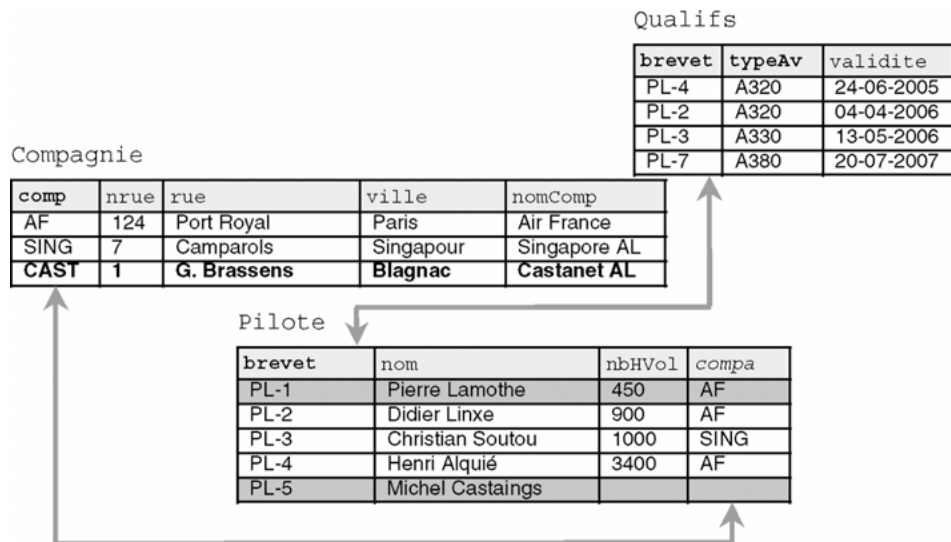 Qualifs
brevet typeAv validite
PL-4 A320 24-06-2005
PL-2 A320 04-04-2006
PL-3 A330 13-05-2006
PL-7 A380 20-07-2007
Compagnie
comp nrue rue ville nomComp
AF 124 Port Royal Paris Air France
SING 7 Camparols Singapour Singapore AL
CAST 1 G. Brassens Blagnac Castanet AL
Pilote
brevet nom nbHVol compa
PL-1 Pierre Lamothe 450 AF
PL-2 Didier Linxe 900 AF
PL-3 Christian Soutou 1000 SING
PL-4 Henri Alquié 3400 AF
PL-5 Michel Castaings